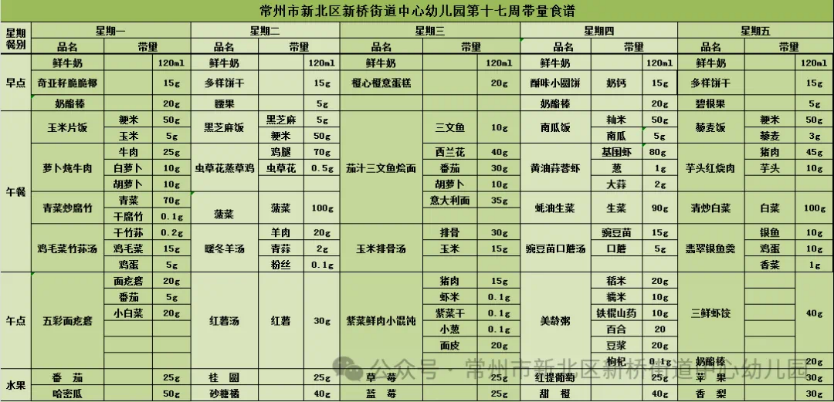 常州市新北区新桥街道中心幼儿园第十七周带量食谱
星期 星期一 星期二 星期三 星期四 星期五
餐别 品名 带量 品名 带量 品名 带量 品名 带量 品名 带量
早点 鲜牛奶 120ml 鲜牛奶 120ml 鲜牛奶 120ml 鲜牛奶 120ml 鲜牛奶 120ml
奇亚籽脆脆椰 15g 多样饼干 15g 橙心橙意蛋糕 20g 酣味小圆饼 奶钙 15g 多样饼干 15g
奶酪棒 20g 腰果 5g 奶酪棒 20g 碧根果 5g
午餐 玉米片饭 粳米 50g 黑芝麻饭 黑芝麻 5g 茄汁三文鱼烩面 三文鱼 10g 南瓜饭 籼米 50g 藜麦饭 粳米 50g
玉米 5g 粳米 50g 南瓜 5g 藜麦 3g
萝卜炖牛肉 牛肉 25g 虫草花蒸草鸡 鸡腿 70g 西兰花 40g 黄油蒜蓉虾 基围虾 80g 芋头红烧肉 猪肉 45g
白萝卜 10g 虫草花 0.5g 番茄 30g 葱 1g 芋头 10g
胡萝卜 10g 胡萝卜 10g 大蒜 2g
青菜炒腐竹 青菜 70g 菠菜 菠菜 100g 意大利面 35g 蚝油生菜 生菜 90g 清炒白菜 白菜 100g
干腐竹 0.1g
鸡毛菜竹荪汤 干竹荪 0.2g 暖冬羊汤 羊肉 20g 玉米排骨汤 排骨 30g 豌豆苗口蘑汤 豌豆苗 15g 翡翠银鱼羹 银鱼 10g
鸡毛菜 15g 青蒜 2g 玉米 15g 口蘑 5g 鸡蛋 10g
鸡蛋 5g 粉丝 0.1g 香菜 1g
午点 五彩面疙瘩 面疙瘩 20g 红薯汤 红薯 30g 紫菜鲜肉小馄饨 猪肉 15g 美龄粥 稻米 20g 三鲜虾饺 40g
番茄 5g 虾米 0.1g 糯米 10g
小白菜 20g 紫菜干 0.1g 铁棍山药 10g
小葱 0.1g 百合 20
面皮 20g 豆浆 20g
枸杞 0.1g 奶酪棒 20g
水果 番茄 25g 桂圆 25g 草莓 25g 红提葡萄 25g 苹果 30g
哈密瓜 50g 砂糖橘 40g 蓝莓 25g 甜橙 40g 香梨 30g
公众号 · 常州市新北区新桥街道中心幼儿园